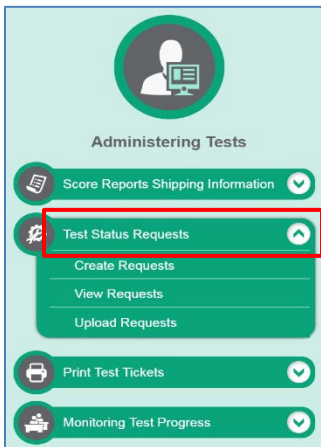 Administering Tests
Score Reports Shipping Information
Test Status Requests
Create Requests
View Requests
Upload Requests
Print Test Tickets
Monitoring Test Progress